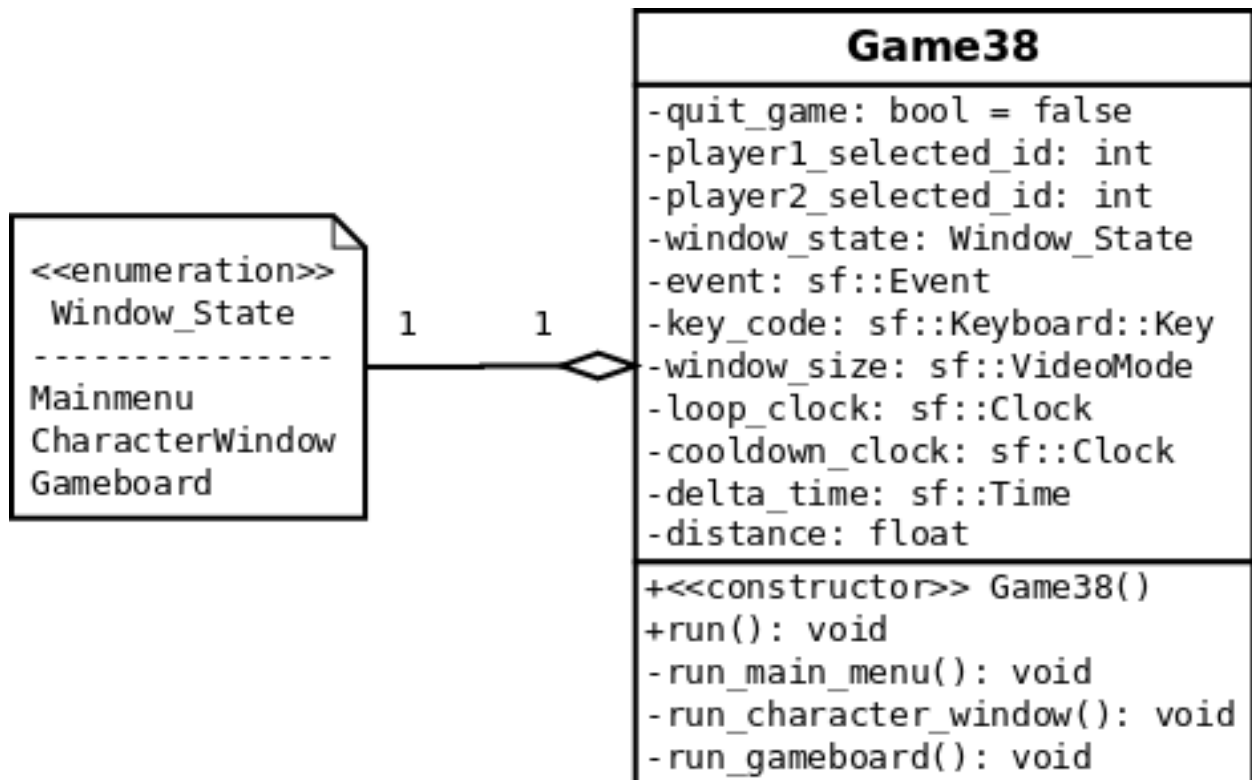 Game38
-quit_game: bool = false
-player1_selected_id: int
-player2_selected_id: int
-window_state: Window_State
-event: sf::Event
-key_code: sf::Keyboard::Key
-window_size: sf::VideoMode
-loop_clock: sf::Clock
-cooldown_clock: sf::Clock
-delta_time: sf::Time
-distance: float
+<<constructor>> Game38()
+run(): void
-run_main_menu(): void
-run_character_window(): void
-run_gameboard(): void
<<enumeration>>
Window_State
---------------
Mainmenu
CharacterWindow
Gameboard
1 1